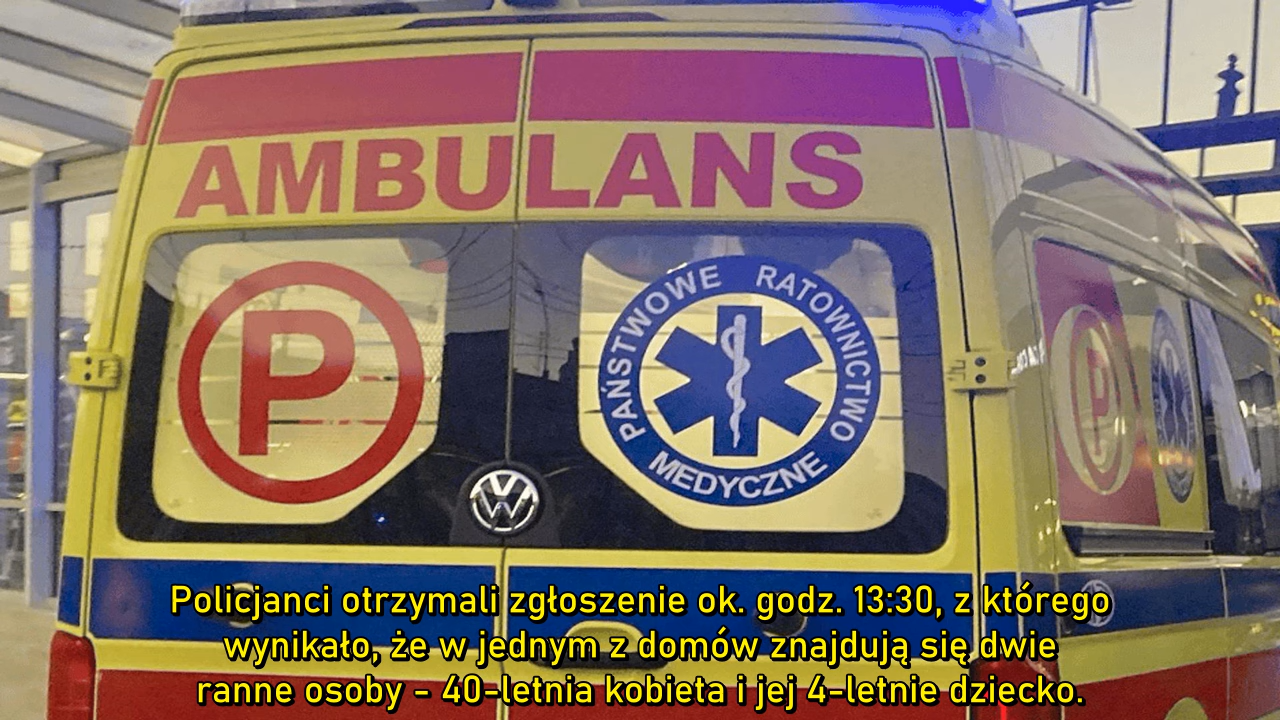 AMBULANS
P
PAŃSTWOWE RATOWNICTWO
MEDYCZNE
P
Policjanci otrzymali zgłoszenie ok. godz. 13:30, z którego
wynikało, że w jednym z domów znajdują się dwie
ranne osoby - 40-letnia kobieta i jej 4-letnie dziecko.